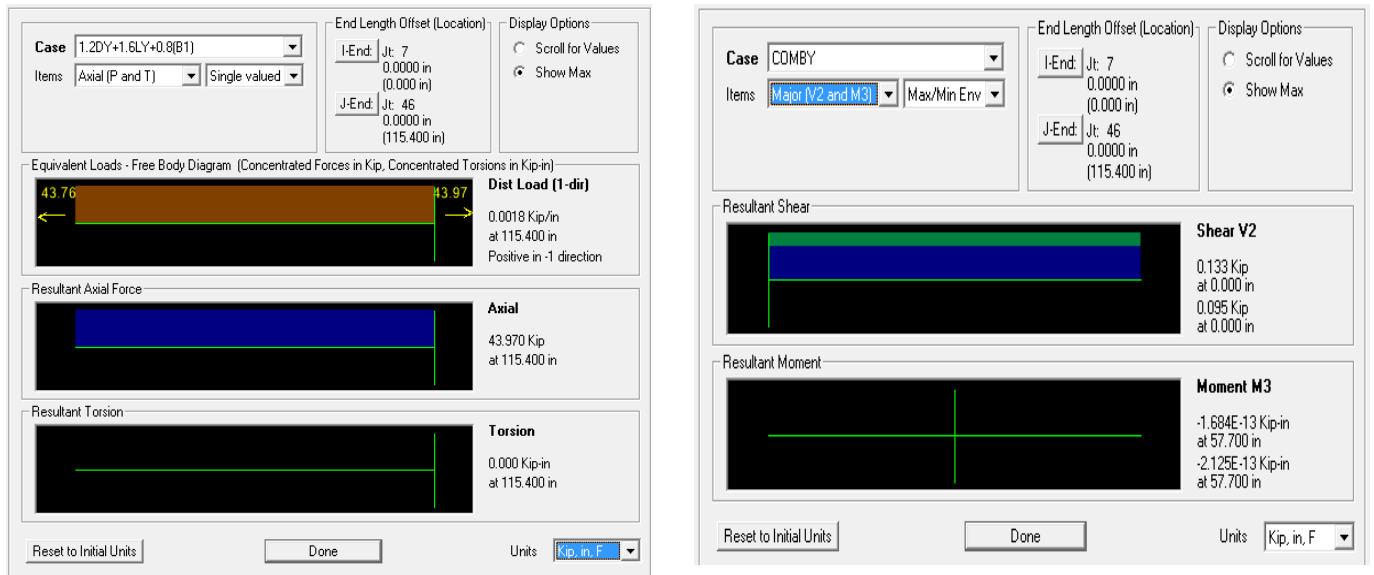 End Length Offset (Location)
Display Options
Case 1.2DY+1.6LY+0.8(B1)
Items Axial (P and T) Single valued
I-End: Jt: 7
0.0000 in
(0.000 in)
J-End: Jt: 46
0.0000 in
(115.400 in)
Scroll for Values
Show Max
Equivalent Loads - Free Body Diagram (Concentrated Forces in Kip, Concentrated Torsions in Kip-in)
43.76
43.97
Dist Load (1-dir)
0.0018 Kip/in
at 115.400 in
Positive in -1 direction
Resultant Axial Force
Axial
43.970 Kip
at 115.400 in
Resultant Torsion
Torsion
0.000 Kip-in
at 115.400 in
Reset to Initial Units
Done
Units Kip, in, F
End Length Offset (Location)
Display Options
Case COMBY
Items Major (V2 and M3) Max/Min Env
I-End: Jt: 7
0.0000 in
(0.000 in)
J-End: Jt: 46
0.0000 in
(115.400 in)
Scroll for Values
Show Max
Resultant Shear
Shear V2
0.133 Kip
at 0.000 in
0.095 Kip
at 0.000 in
Resultant Moment
Moment M3
-1.684E-13 Kip-in
at 57.700 in
-2.125E-13 Kip-in
at 57.700 in
Reset to Initial Units
Done
Units Kip, in, F